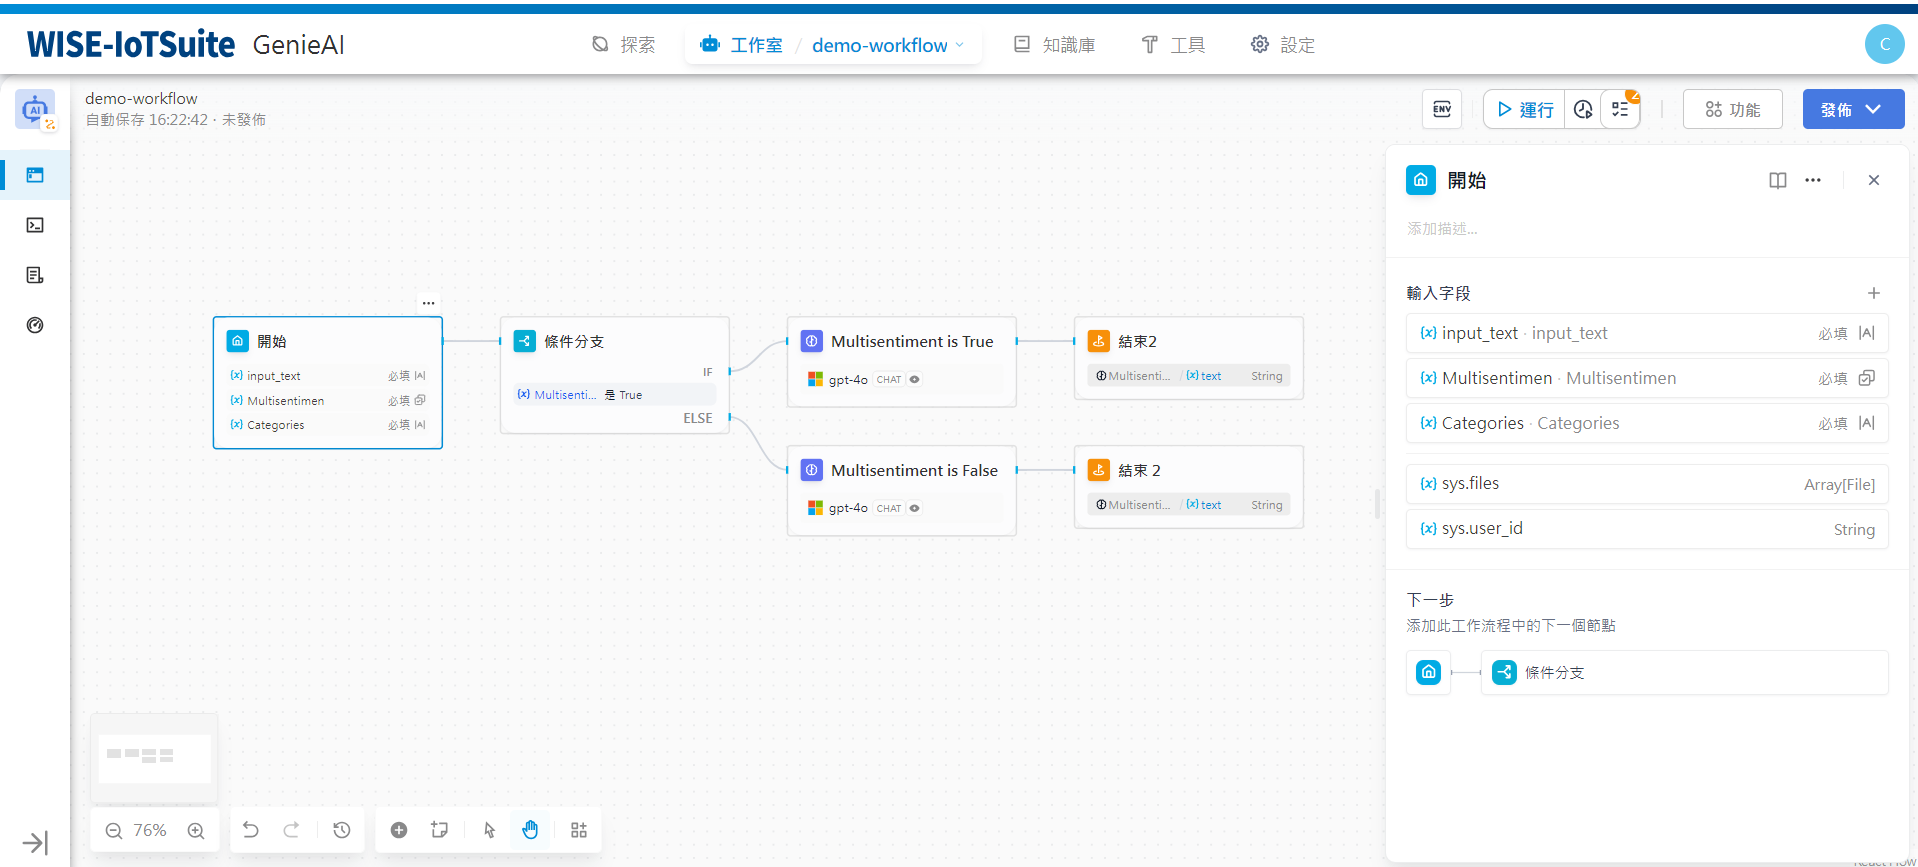 WISE-IoTSuite GenieAI
探索
工作室 / demo-workflow
知識庫
工具
設定
C
demo-workflow
自動保存 16:22:42 · 未發佈
ENV
運行
2
功能
發佈
開始
input_text 必填
Multisentimen 必填
Categories 必填
條件分支
IF
Multisenti... 是 True
ELSE
Multisentiment is True
gpt-4o CHAT
結束2
Multisenti... / text String
Multisentiment is False
gpt-4o CHAT
結束 2
Multisenti... / text String
開始
添加描述...
輸入字段
input_text · input_text 必填
Multisentimen · Multisentimen 必填
Categories · Categories 必填
sys.files Array[File]
sys.user_id String
下一步
添加此工作流程中的下一個節點
條件分支
76%
React Flow